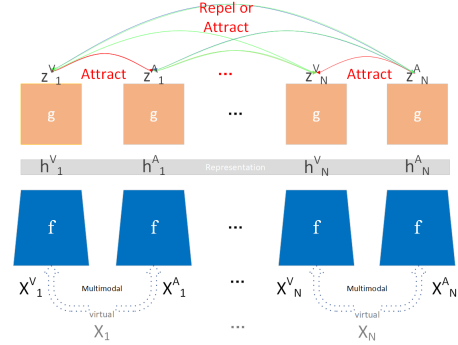 Repel or
Attract
z^V_1 Attract z^A_1 ... z^V_N Attract z^A_N
g g ... g g
h^V_1 h^A_1 Representation h^V_N h^A_N
f f ... f f
X^V_1 Multimodal X^A_1 ... X^V_N Multimodal X^A_N
virtual virtual
X_1 ... X_N